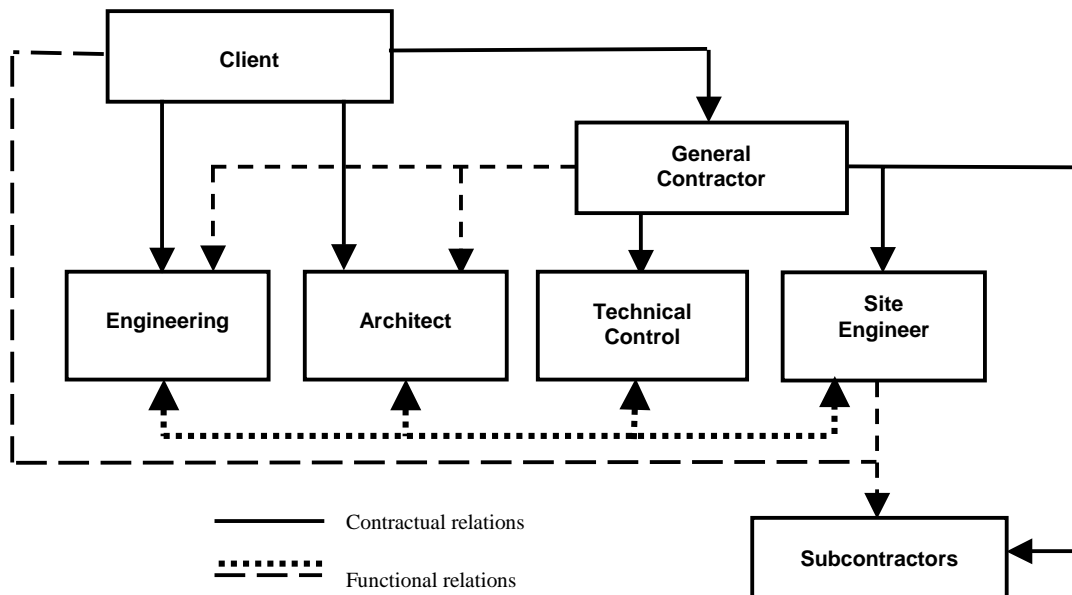 Client
General
Contractor
Engineering
Architect
Technical
Control
Site
Engineer
Contractual relations
Functional relations
Subcontractors